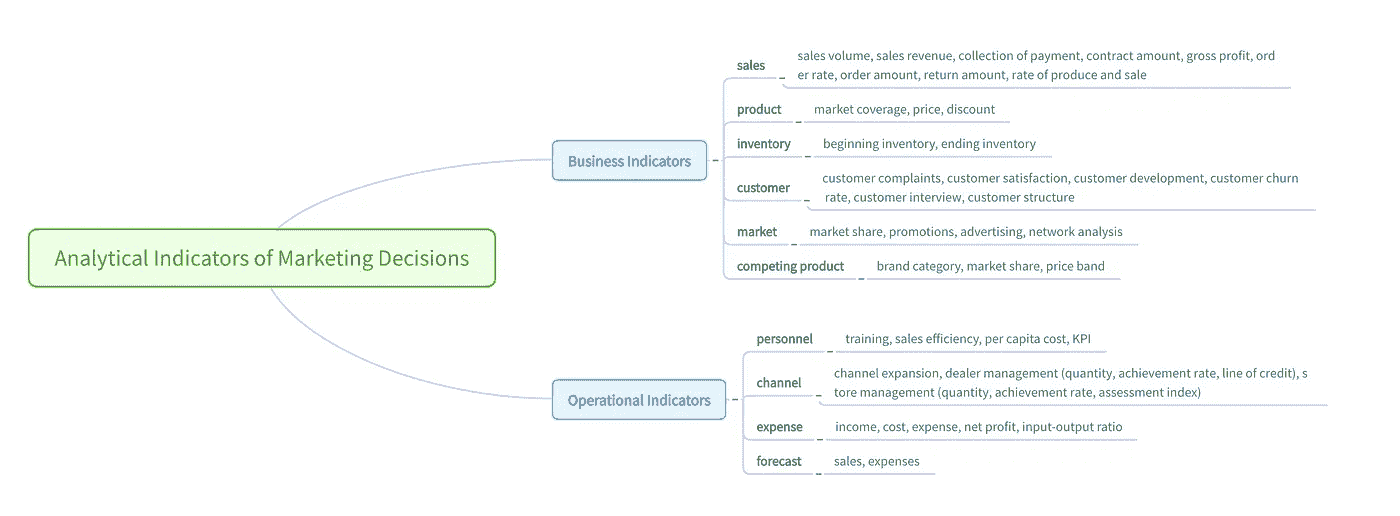 Analytical Indicators of Marketing Decisions
Business Indicators
sales
sales volume, sales revenue, collection of payment, contract amount, gross profit, ord
er rate, order amount, return amount, rate of produce and sale
product
market coverage, price, discount
inventory
beginning inventory, ending inventory
customer
customer complaints, customer satisfaction, customer development, customer churn
rate, customer interview, customer structure
market
market share, promotions, advertising, network analysis
competing product
brand category, market share, price band
Operational Indicators
personnel
training, sales efficiency, per capita cost, KPI
channel
channel expansion, dealer management (quantity, achievement rate, line of credit), s
tore management (quantity, achievement rate, assessment index)
expense
income, cost, expense, net profit, input-output ratio
forecast
sales, expenses